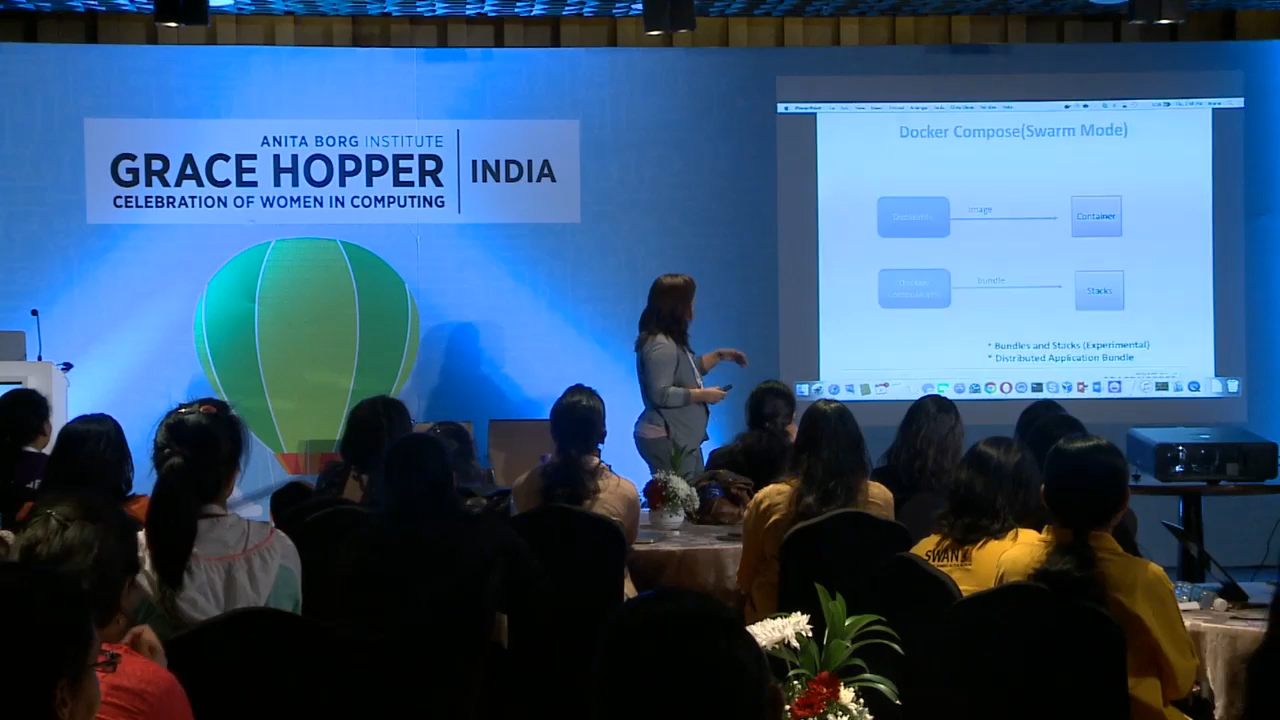 ANITA BORG INSTITUTE
GRACE HOPPER
CELEBRATION OF WOMEN IN COMPUTING
INDIA
Docker Compose(Swarm Mode)
Dockerfile
image
Container
bundle
Stacks
* Bundles and Stacks (Experimental)
* Distributed Application Bundle
SWAN